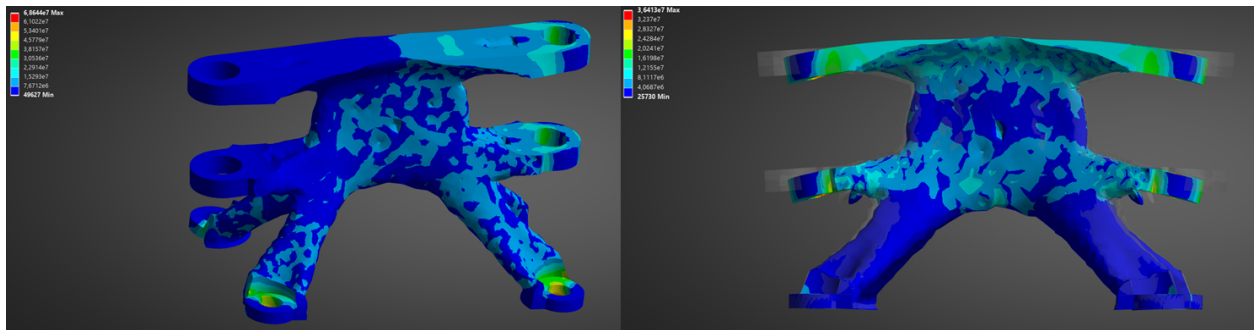 6,8644e7 Max
6,1022e7
5,3401e7
4,5779e7
3,8157e7
3,0536e7
2,2914e7
1,5293e7
7,6712e6
49627 Min
3,6413e7 Max
3,237e7
2,8327e7
2,4284e7
2,0241e7
1,6198e7
1,2155e7
8,1117e6
4,0687e6
25730 Min